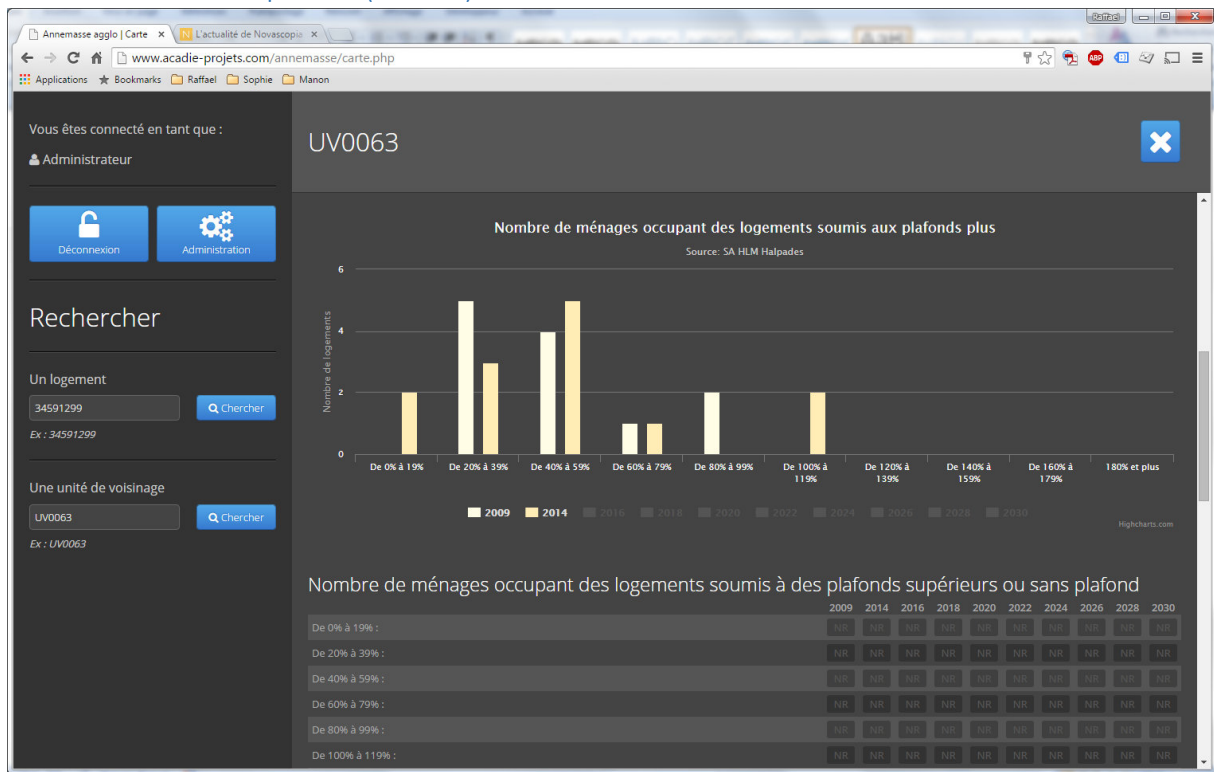 Raffael
Annemasse agglo | Carte
L'actualité de Novascopia
www.acadie-projets.com/annemasse/carte.php
Applications Bookmarks Raffael Sophie Manon
Vous êtes connecté en tant que :
Administrateur
Déconnexion Administration
Rechercher
Un logement
34591299 Chercher
Ex : 34591299
Une unité de voisinage
UV0063 Chercher
Ex : UV0063
UV0063
Nombre de ménages occupant des logements soumis aux plafonds plus
Source: SA HLM Halpades
Nombre de logements
6
4
2
0
De 0% à 19% De 20% à 39% De 40% à 59% De 60% à 79% De 80% à 99% De 100% à 119% De 120% à 139% De 140% à 159% De 160% à 179% 180% et plus
2009 2014 2016 2018 2020 2022 2024 2026 2028 2030
Highcharts.com
Nombre de ménages occupant des logements soumis à des plafonds supérieurs ou sans plafond
2009 2014 2016 2018 2020 2022 2024 2026 2028 2030
De 0% à 19% : NR NR NR NR NR NR NR NR NR NR
De 20% à 39% : NR NR NR NR NR NR NR NR NR NR
De 40% à 59% : NR NR NR NR NR NR NR NR NR NR
De 60% à 79% : NR NR NR NR NR NR NR NR NR NR
De 80% à 99% : NR NR NR NR NR NR NR NR NR NR
De 100% à 119% : NR NR NR NR NR NR NR NR NR NR